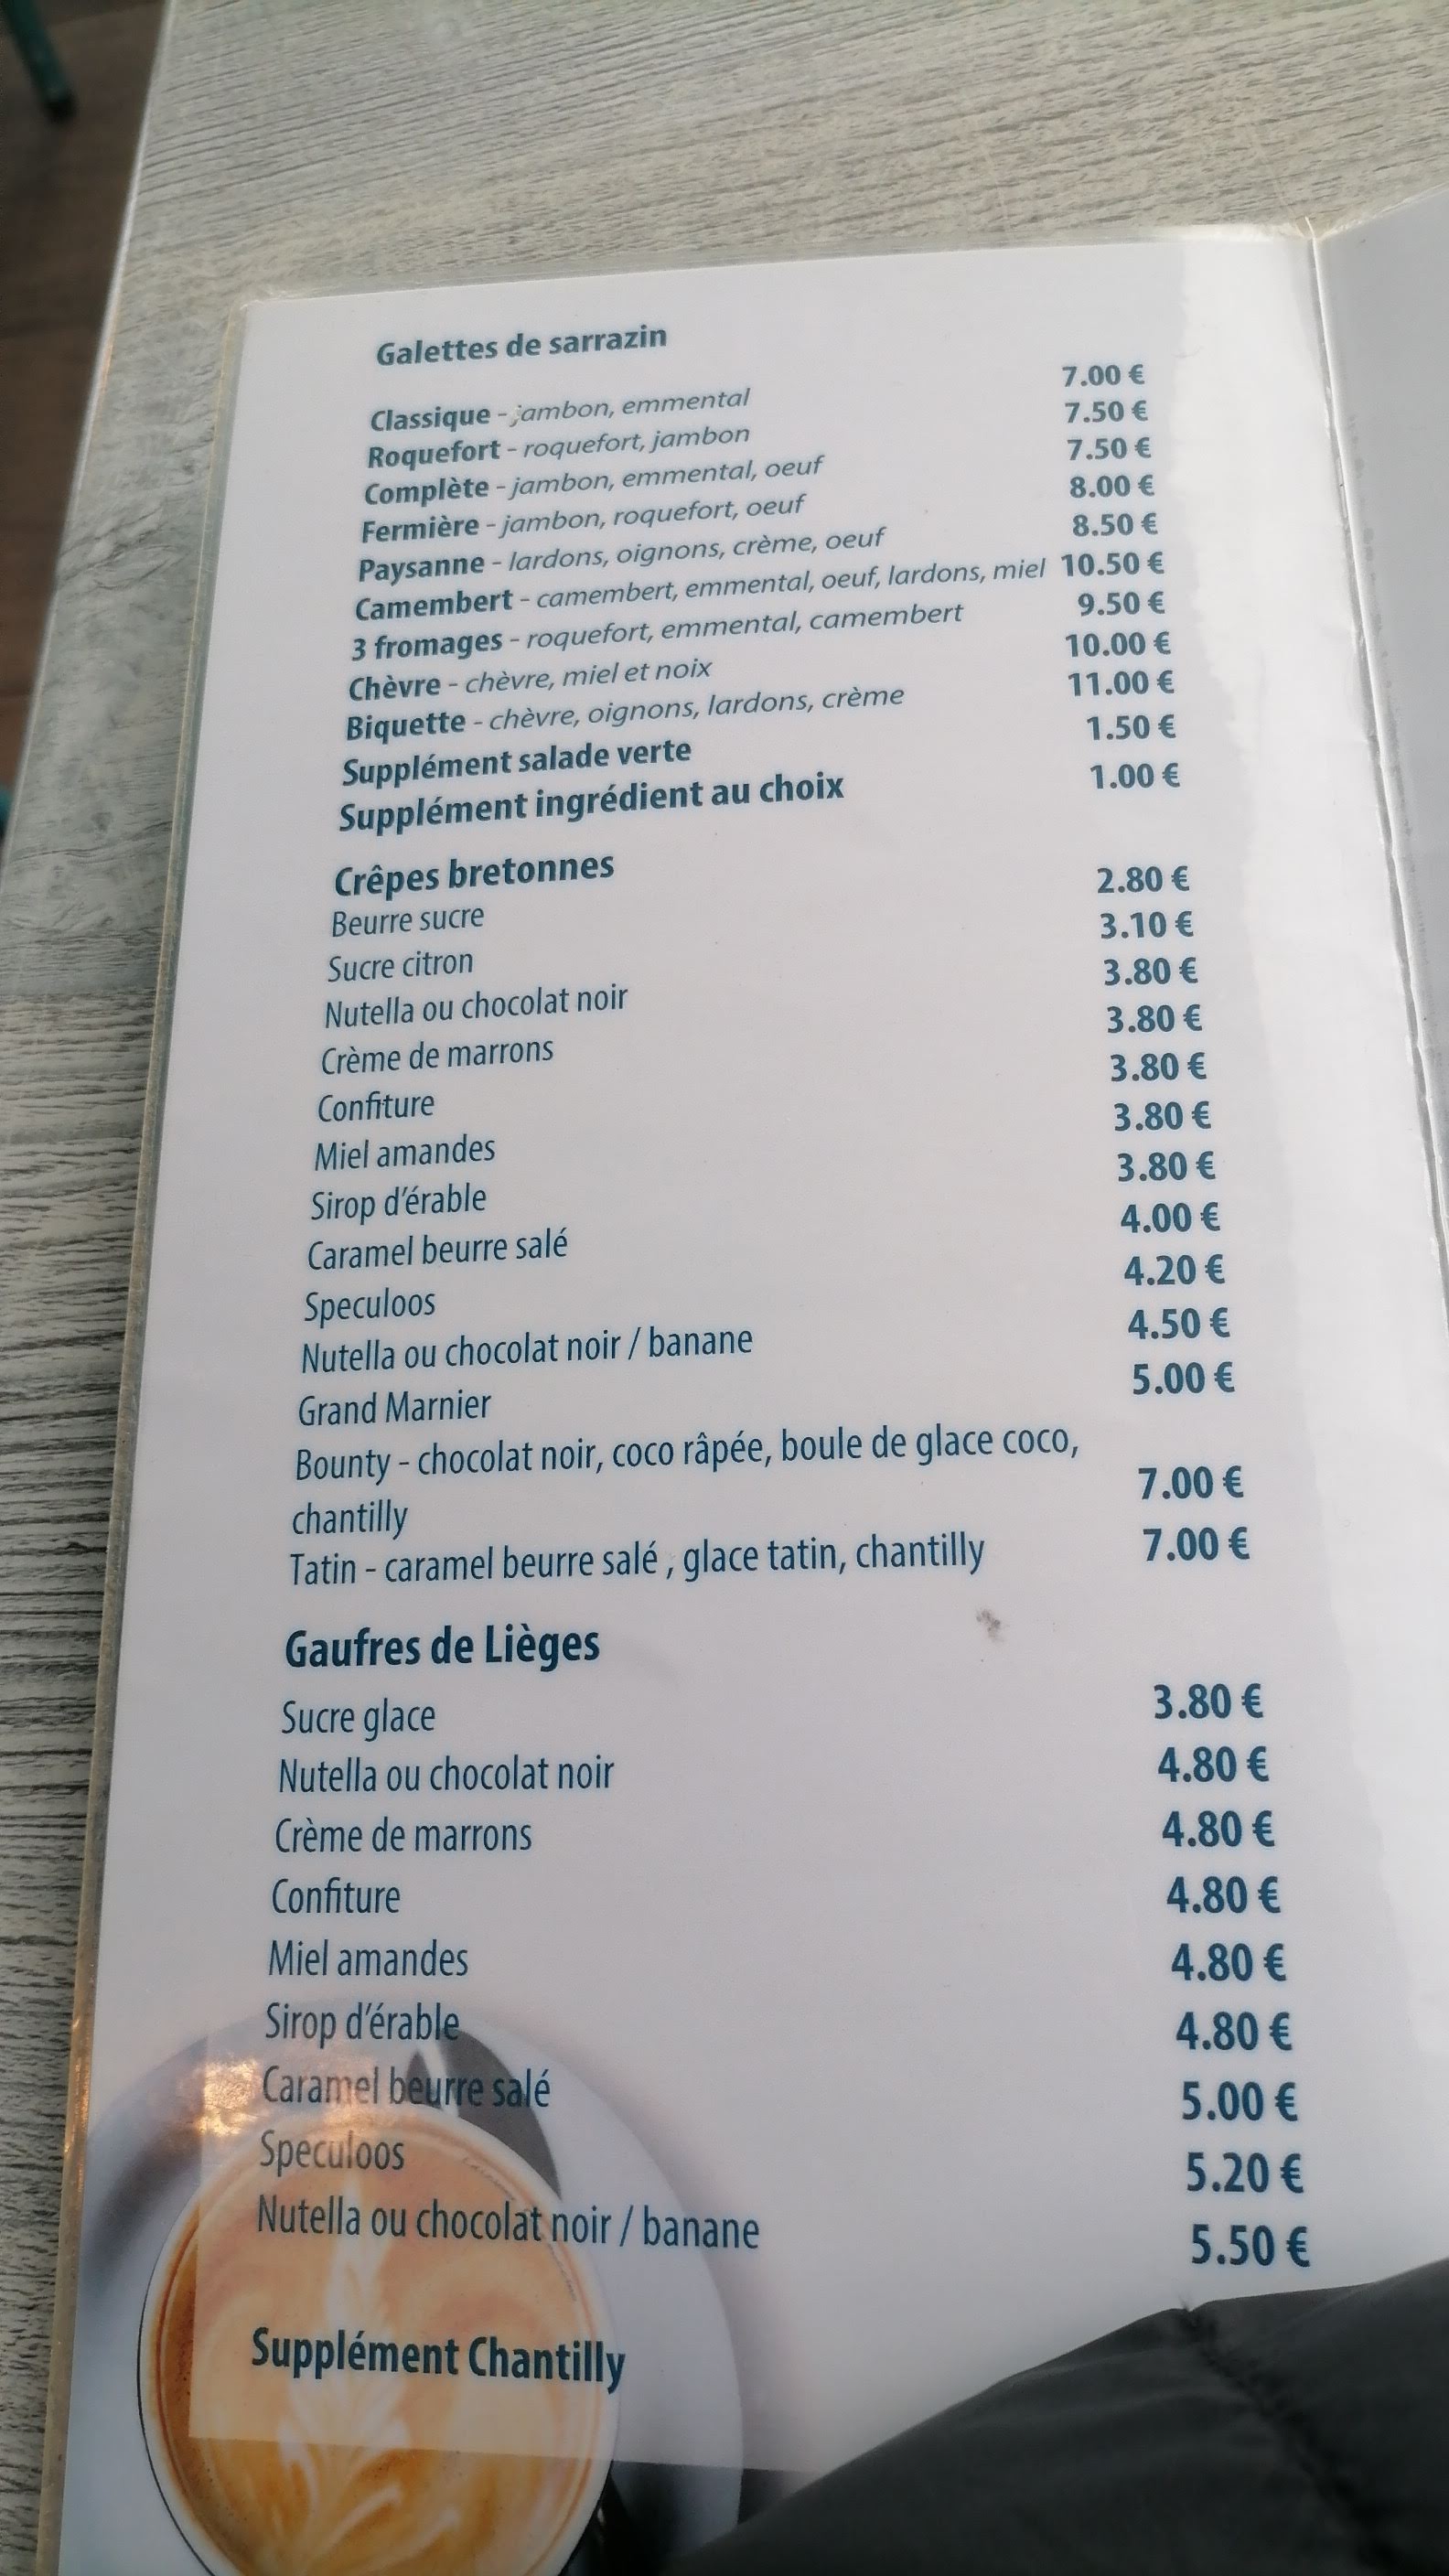 Galettes de sarrazin
Classique - jambon, emmental 7.00 €
Roquefort - roquefort, jambon 7.50 €
Complète - jambon, emmental, oeuf 7.50 €
Fermière - jambon, roquefort, oeuf 8.00 €
Paysanne - lardons, oignons, crème, oeuf 8.50 €
Camembert - camembert, emmental, oeuf, lardons, miel 10.50 €
3 fromages - roquefort, emmental, camembert 9.50 €
Chèvre - chèvre, miel et noix 10.00 €
Biquette - chèvre, oignons, lardons, crème 11.00 €
Supplément salade verte 1.50 €
Supplément ingrédient au choix 1.00 €
Crêpes bretonnes
Beurre sucre 2.80 €
Sucre citron 3.10 €
Nutella ou chocolat noir 3.80 €
Crème de marrons 3.80 €
Confiture 3.80 €
Miel amandes 3.80 €
Sirop d'érable 3.80 €
Caramel beurre salé 4.00 €
Speculoos 4.20 €
Nutella ou chocolat noir / banane 4.50 €
Grand Marnier 5.00 €
Bounty - chocolat noir, coco râpée, boule de glace coco,
chantilly 7.00 €
Tatin - caramel beurre salé , glace tatin, chantilly 7.00 €
Gaufres de Lièges
Sucre glace 3.80 €
Nutella ou chocolat noir 4.80 €
Crème de marrons 4.80 €
Confiture 4.80 €
Miel amandes 4.80 €
Sirop d'érable 4.80 €
Caramel beurre salé 5.00 €
Speculoos 5.20 €
Nutella ou chocolat noir / banane 5.50 €
Supplément Chantilly